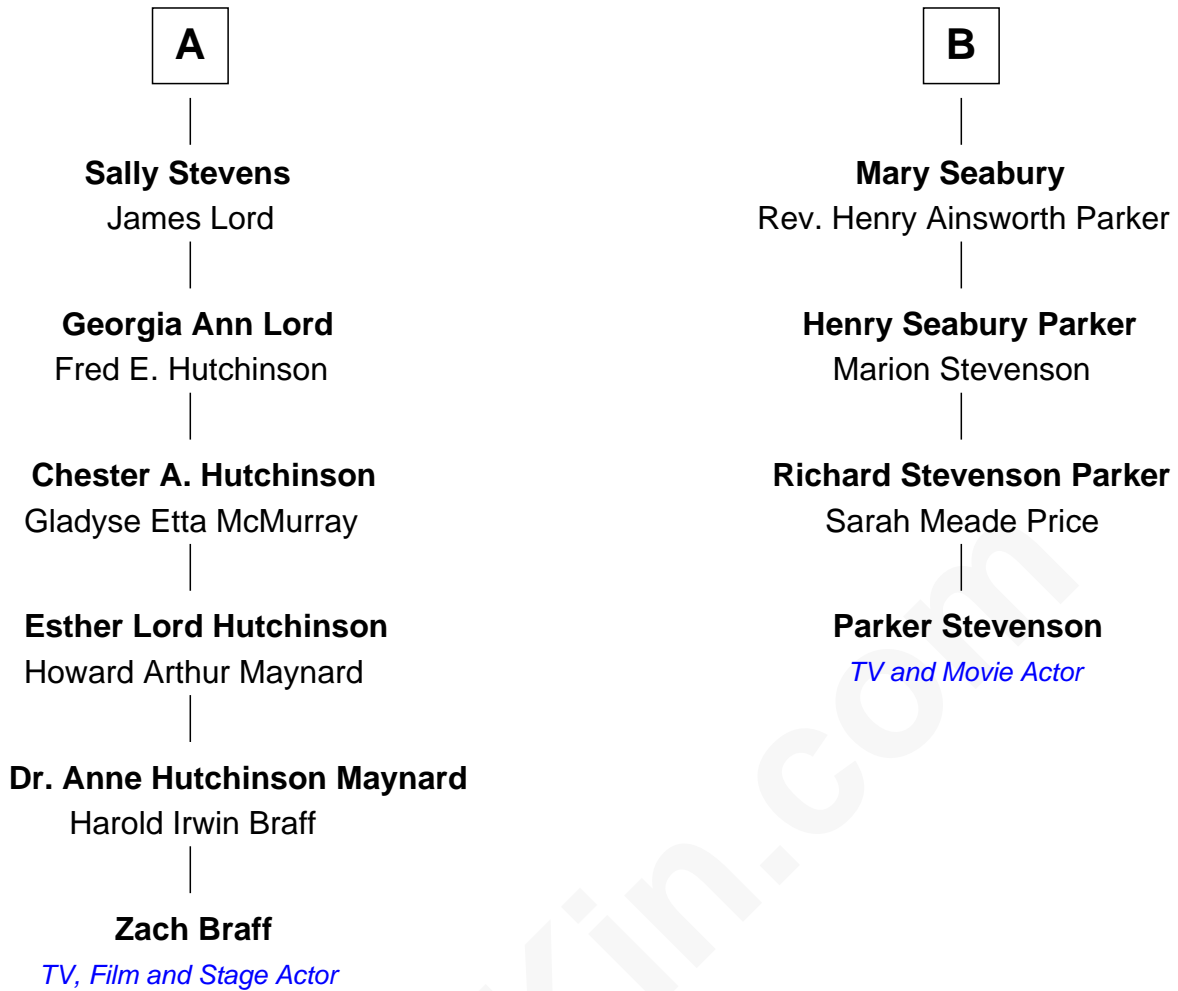 A
Sally Stevens
James Lord
Georgia Ann Lord
Fred E. Hutchinson
Chester A. Hutchinson
Gladyse Etta McMurray
Esther Lord Hutchinson
Howard Arthur Maynard
Dr. Anne Hutchinson Maynard
Harold Irwin Braff
Zach Braff
TV, Film and Stage Actor
B
Mary Seabury
Rev. Henry Ainsworth Parker
Henry Seabury Parker
Marion Stevenson
Richard Stevenson Parker
Sarah Meade Price
Parker Stevenson
TV and Movie Actor
kin.com